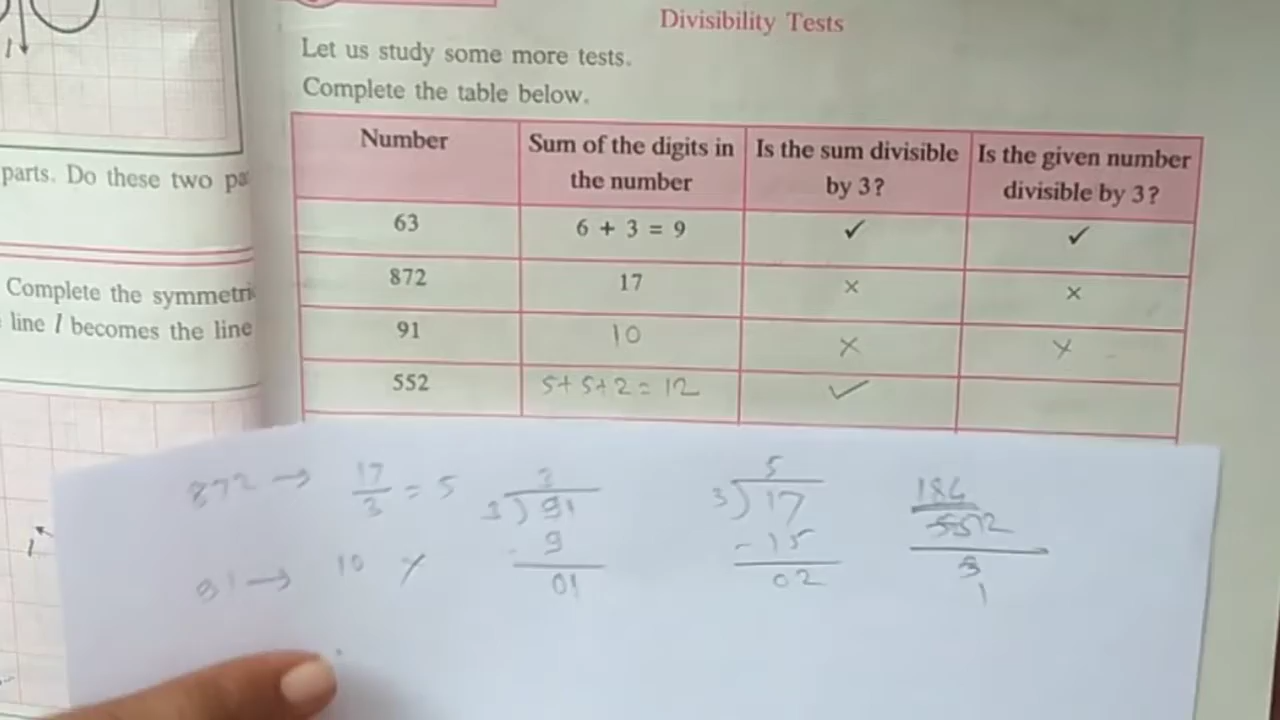 Divisibility Tests
Let us study some more tests.
Complete the table below.
Number
Sum of the digits in the number
Is the sum divisible by 3?
Is the given number divisible by 3?
63
6 + 3 = 9
✓
✓
872
17
×
×
91
10
×
×
552
5+5+2=12
✓
l
parts. Do these two
Complete the symmetri
line l becomes the line
l
872 → 17/3 = 5
91 → 10 ×
3
3) 91
9
01
5
3) 17
-15
02
184
552
3
1